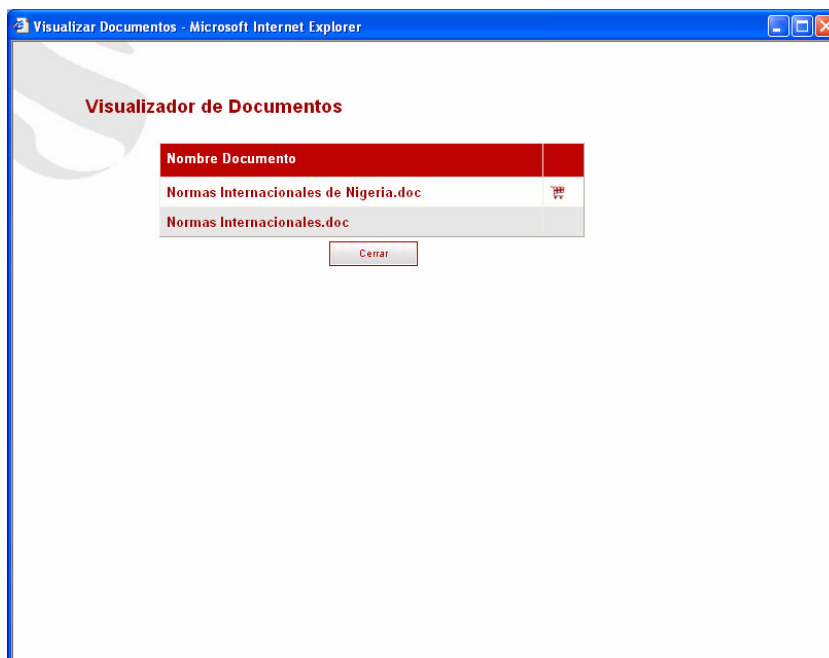 Visualizar Documentos - Microsoft Internet Explorer
Visualizador de Documentos
Nombre Documento
Normas Internacionales de Nigeria.doc
Normas Internacionales.doc
Cerrar